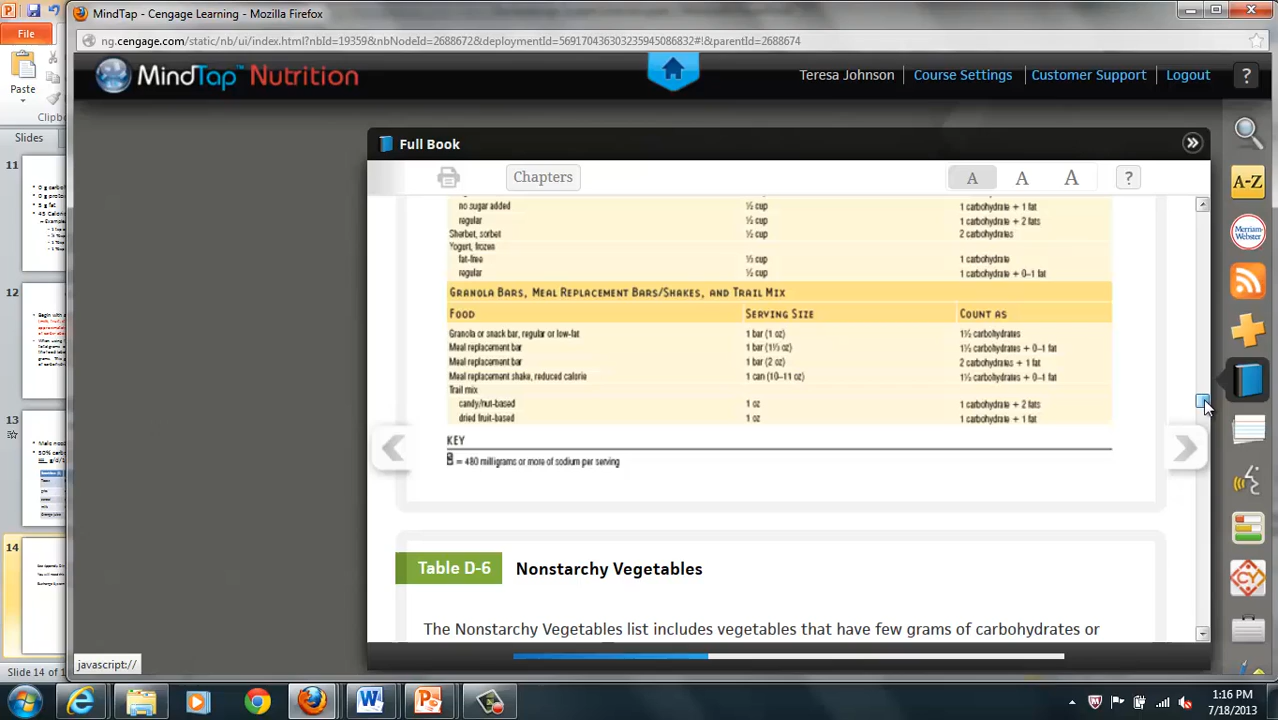 MindTap - Cengage Learning - Mozilla Firefox
File
ng.cengage.com/static/nb/ui/index.html?nbId=19359&nbNodeId=2688672&deploymentId=569170436303235945086832#!&parentId=2688674
MindTap™ Nutrition
Teresa Johnson
Course Settings
Customer Support
Logout
?
Paste
Clipb
Slides
Full Book
Chapters
A A A ?
A-Z
Merriam-Webster
no sugar added ½ cup 1 carbohydrate + 1 fat
regular ½ cup 1 carbohydrate + 2 fats
Sherbet, sorbet ½ cup 2 carbohydrates
Yogurt, frozen
fat-free ⅓ cup 1 carbohydrate
regular ½ cup 1 carbohydrate + 0–1 fat
GRANOLA BARS, MEAL REPLACEMENT BARS/SHAKES, AND TRAIL MIX
FOOD SERVING SIZE COUNT AS
Granola or snack bar, regular or low-fat 1 bar (1 oz) 1½ carbohydrates
Meal replacement bar 1 bar (1⅓ oz) 1½ carbohydrates + 0–1 fat
Meal replacement bar 1 bar (2 oz) 2 carbohydrates + 1 fat
Meal replacement shake, reduced calorie 1 can (10–11 oz) 1½ carbohydrates + 0–1 fat
Trail mix
candy/nut-based 1 oz 1 carbohydrate + 2 fats
dried fruit-based 1 oz 1 carbohydrate + 1 fat
KEY
= 480 milligrams or more of sodium per serving
Table D-6 Nonstarchy Vegetables
The Nonstarchy Vegetables list includes vegetables that have few grams of carbohydrates or
11
12
13
14
CY
javascript://
Slide 14 of 1
1:16 PM
7/18/2013